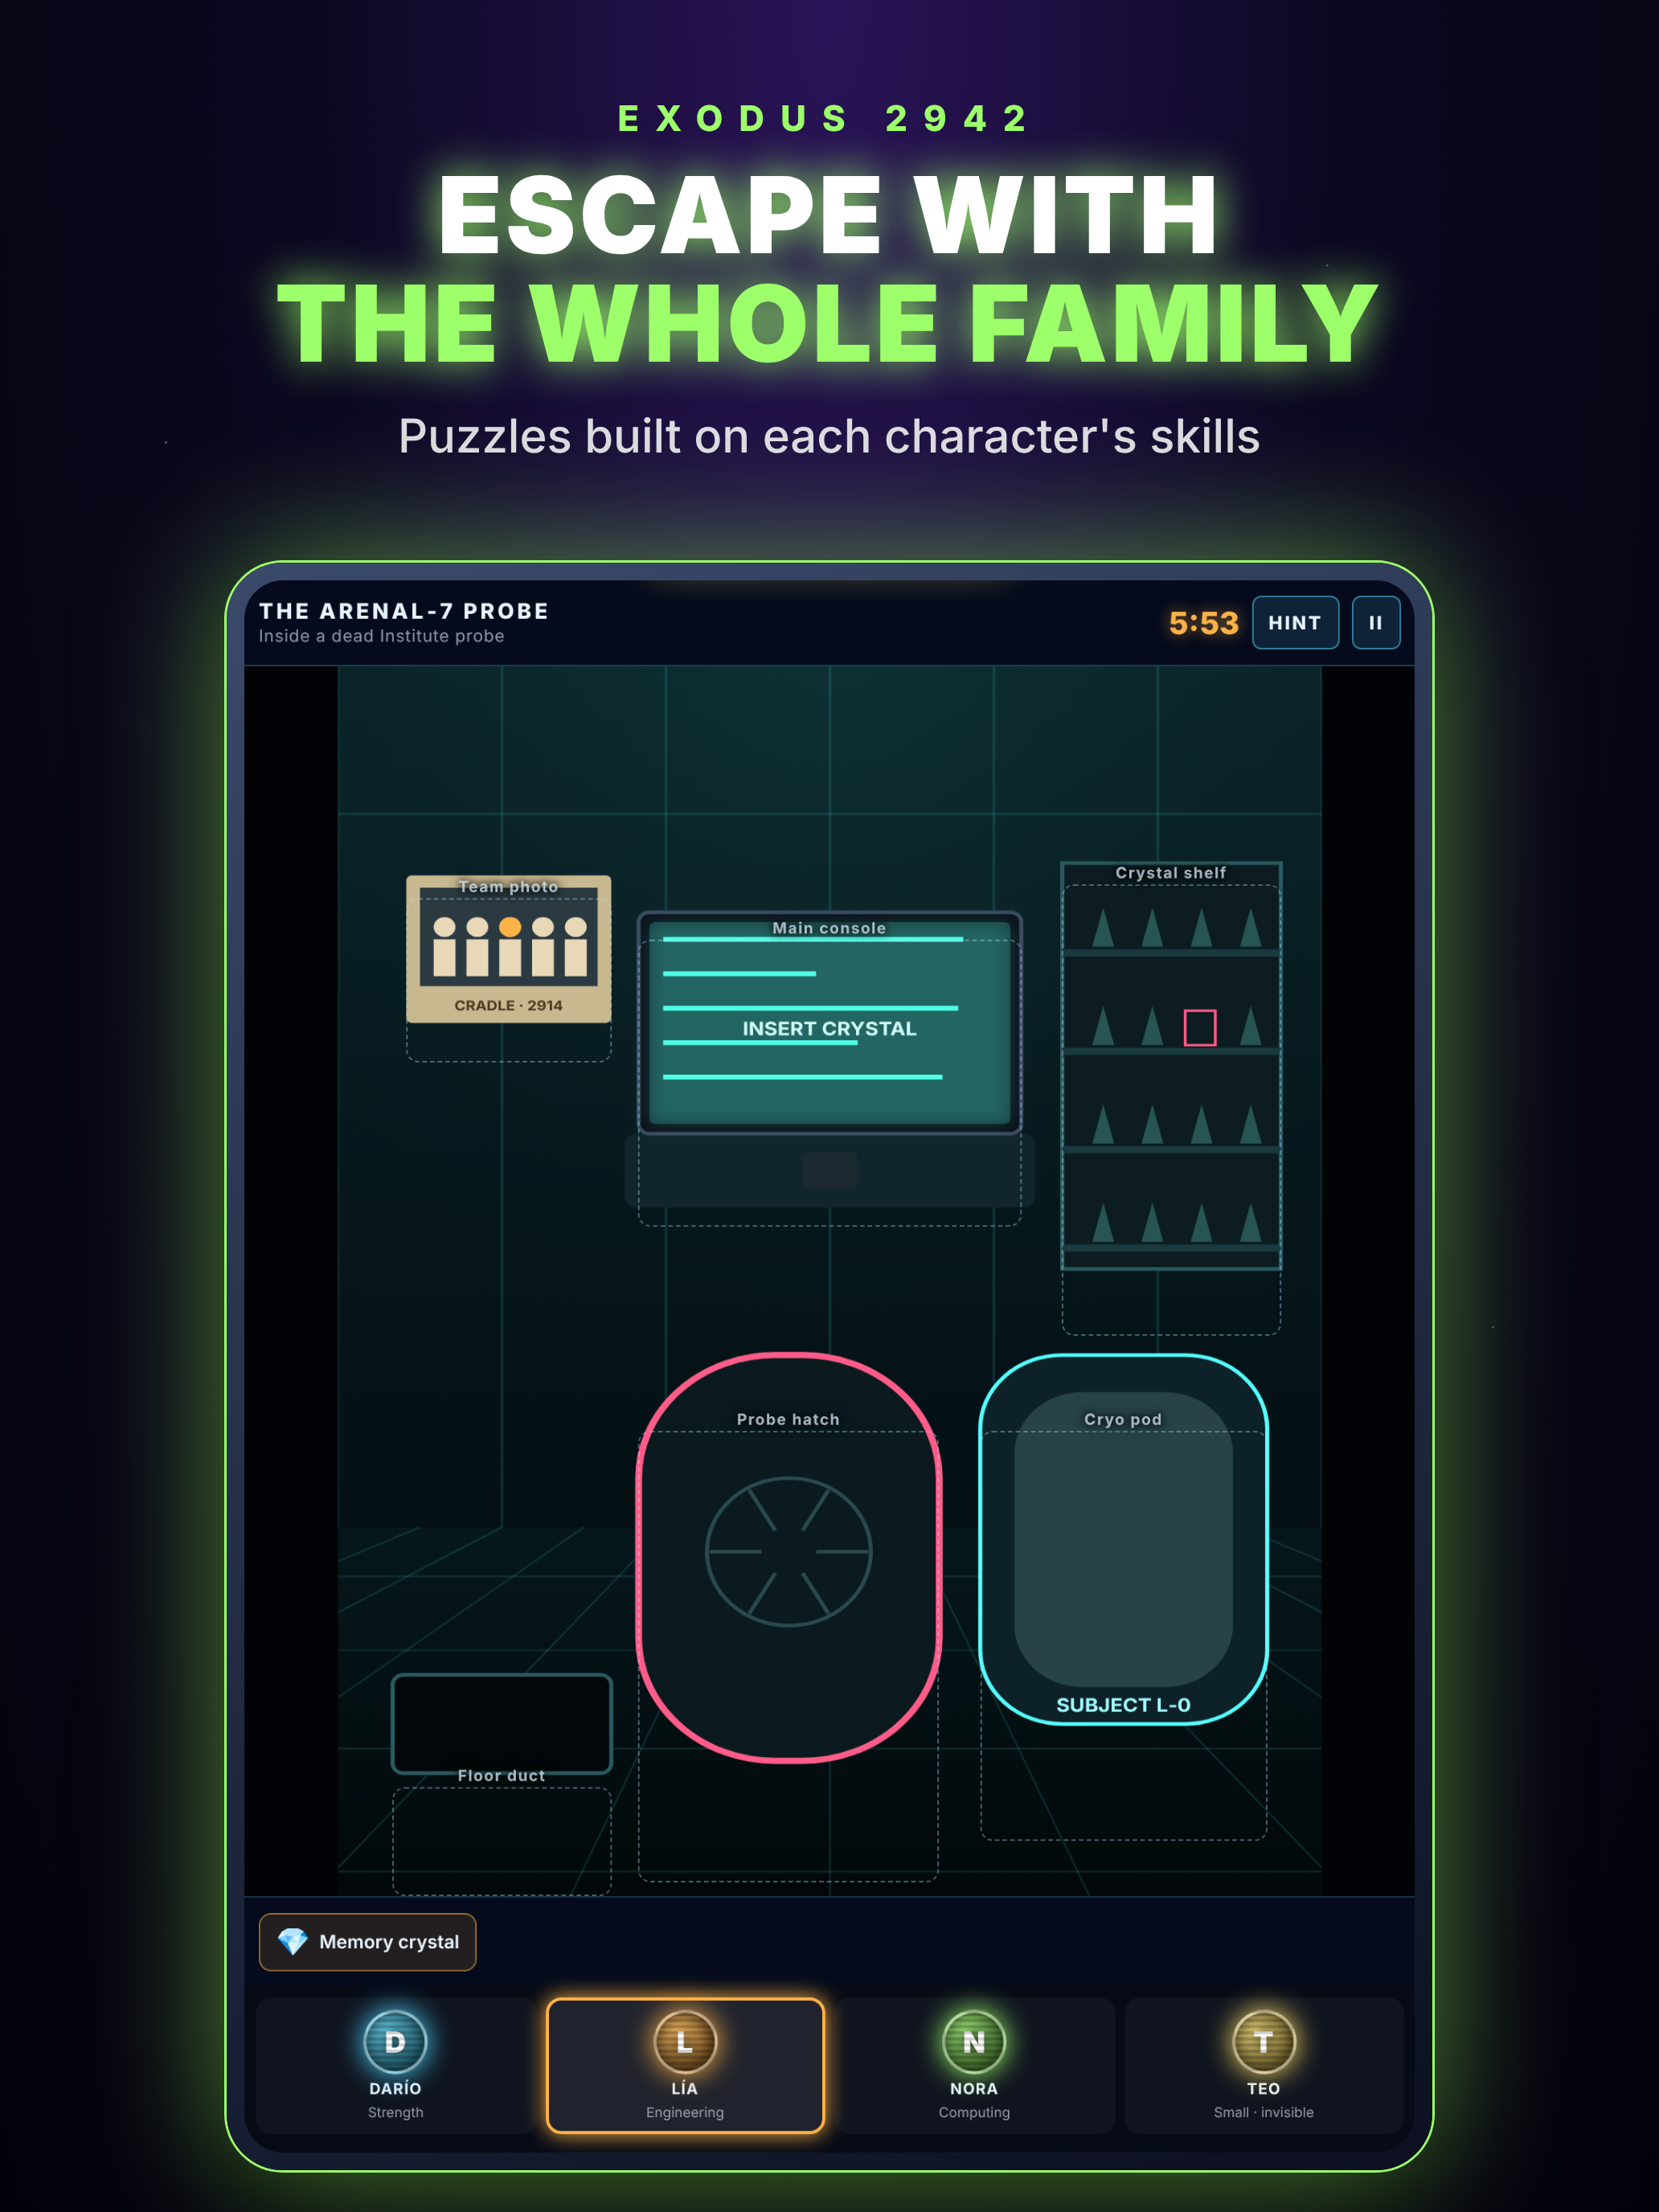 EXODUS 2942
ESCAPE WITH
THE WHOLE FAMILY
Puzzles built on each character's skills
THE ARENAL-7 PROBE
Inside a dead Institute probe
5:53
HINT
II
Team photo
CRADLE · 2914
Main console
INSERT CRYSTAL
Crystal shelf
Probe hatch
Cryo pod
SUBJECT L-0
Floor duct
Memory crystal
D
DARÍO
Strength
L
LÍA
Engineering
N
NORA
Computing
T
TEO
Small · invisible